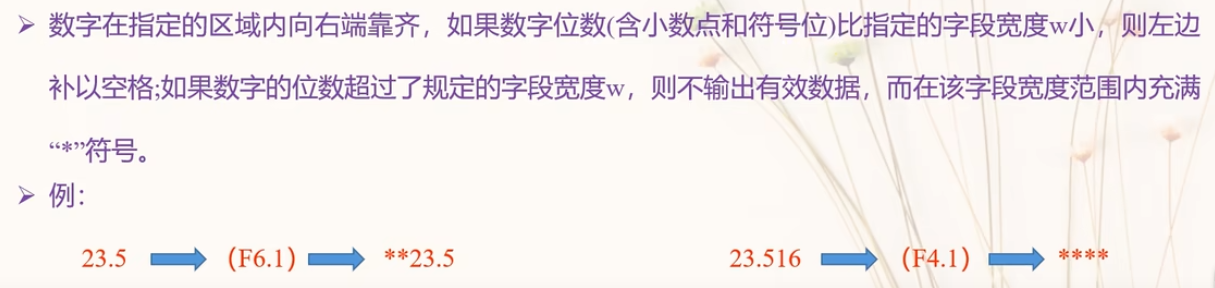 ➢ 数字在指定的区域内向右端靠齐，如果数字位数(含小数点和符号位)比指定的字段宽度w小，则左边
补以空格;如果数字的位数超过了规定的字段宽度w，则不输出有效数据，而在该字段宽度范围内充满
“*”符号。
➢ 例：
23.5 （F6.1） **23.5 23.516 （F4.1） ****